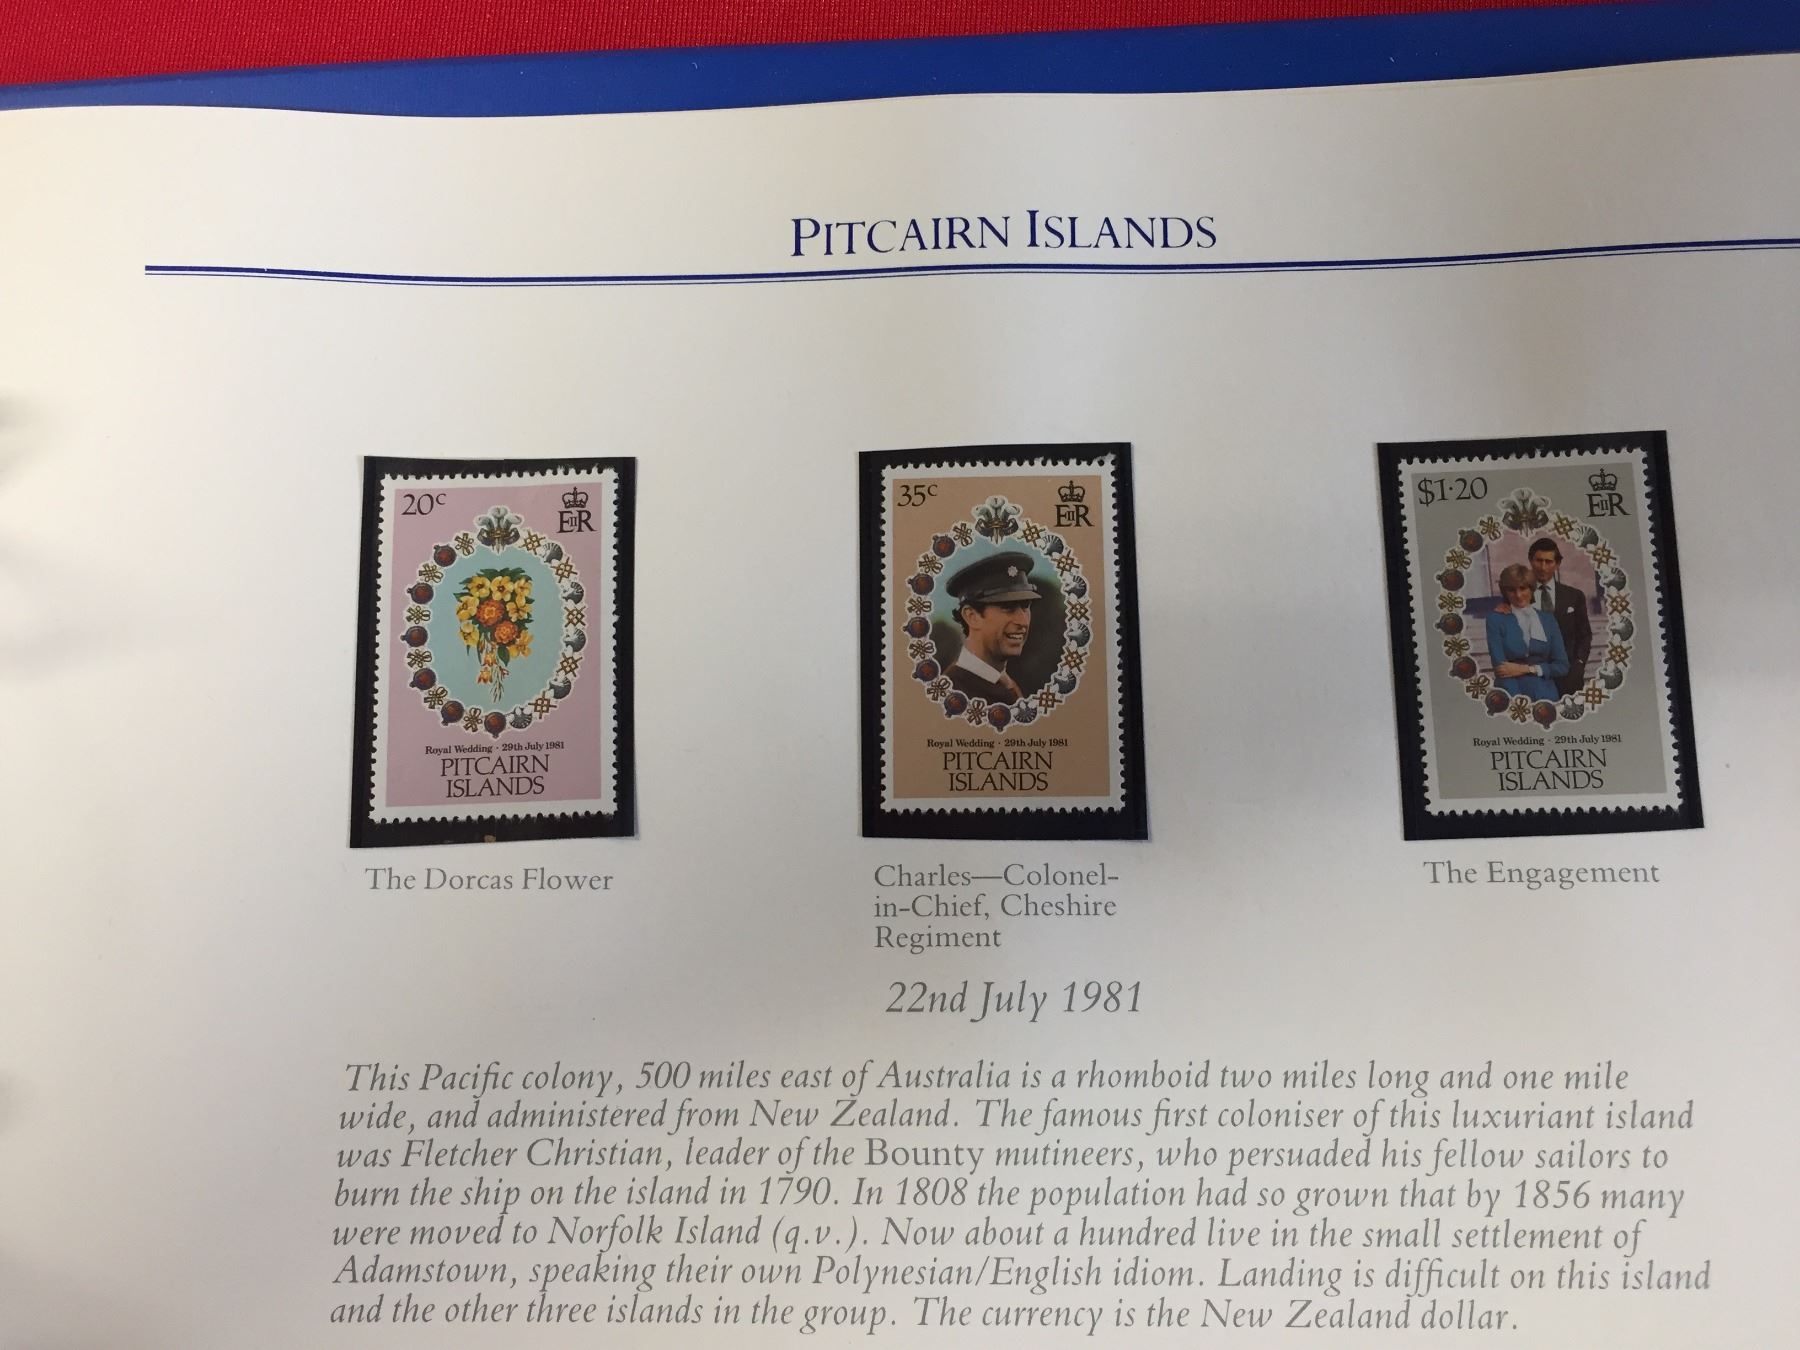 PITCAIRN ISLANDS
20c
EIIR
Royal Wedding · 29th July 1981
PITCAIRN
ISLANDS
The Dorcas Flower
35c
EIIR
Royal Wedding · 29th July 1981
PITCAIRN
ISLANDS
Charles—Colonel-
in-Chief, Cheshire
Regiment
$1·20
EIIR
Royal Wedding · 29th July 1981
PITCAIRN
ISLANDS
The Engagement
22nd July 1981
This Pacific colony, 500 miles east of Australia is a rhomboid two miles long and one mile
wide, and administered from New Zealand. The famous first coloniser of this luxuriant island
was Fletcher Christian, leader of the Bounty mutineers, who persuaded his fellow sailors to
burn the ship on the island in 1790. In 1808 the population had so grown that by 1856 many
were moved to Norfolk Island (q.v.). Now about a hundred live in the small settlement of
Adamstown, speaking their own Polynesian/English idiom. Landing is difficult on this island
and the other three islands in the group. The currency is the New Zealand dollar.